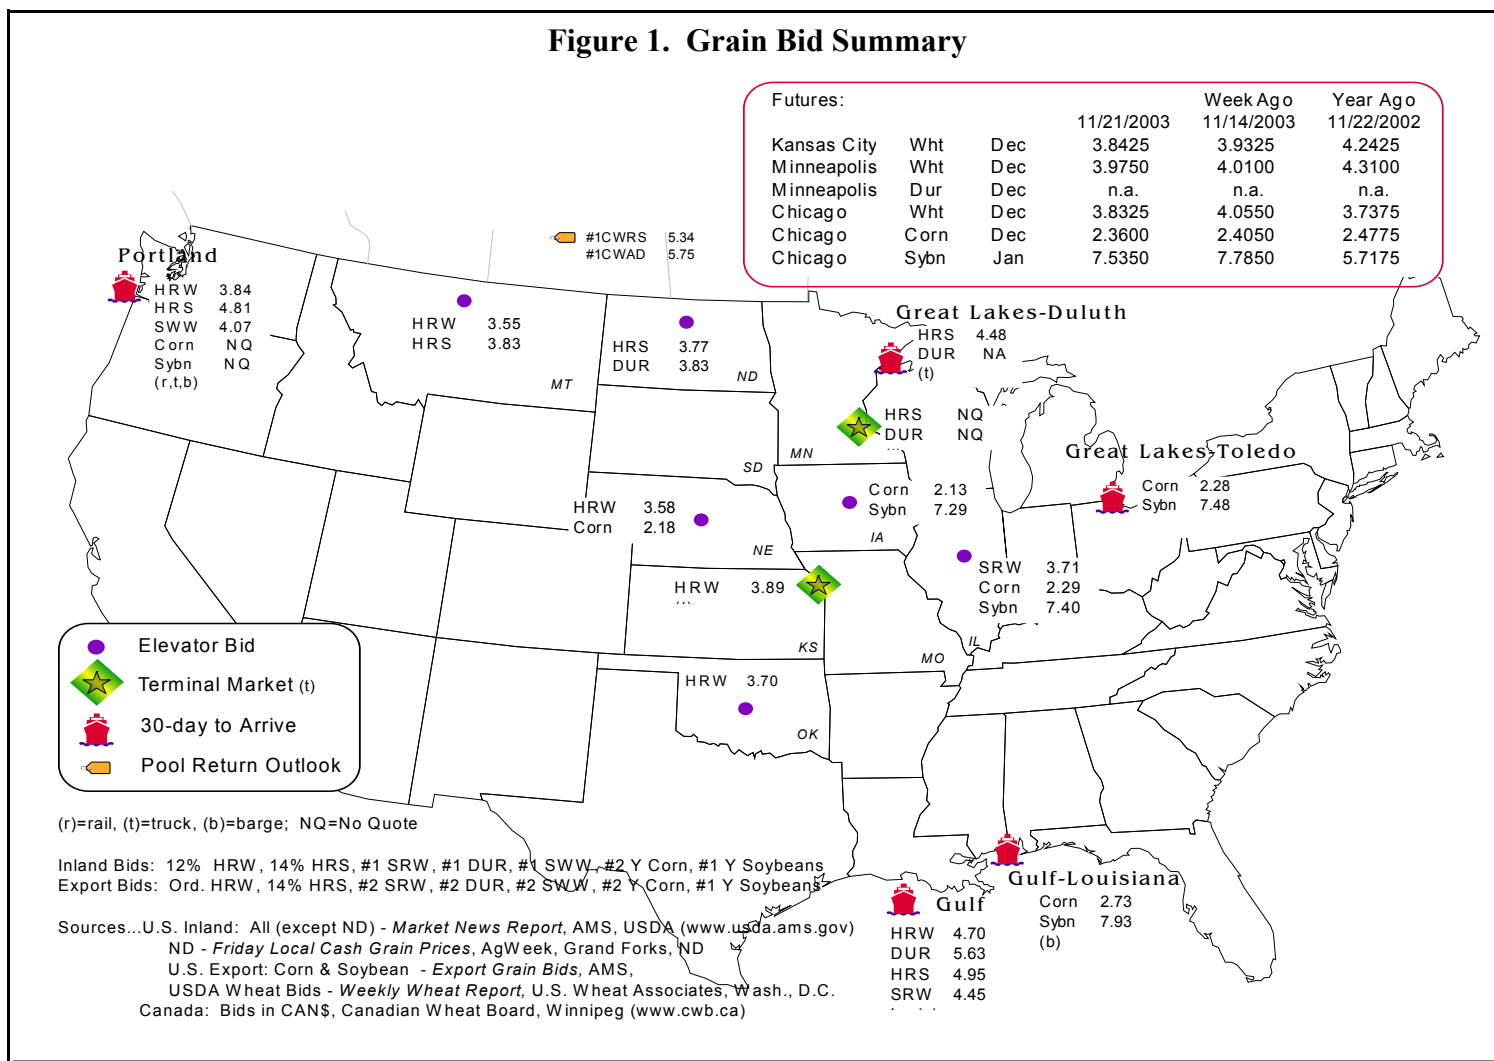 Figure 1. Grain Bid Summary
Futures: Week Ago Year Ago
11/21/2003 11/14/2003 11/22/2002
Kansas City Wht Dec 3.8425 3.9325 4.2425
Minneapolis Wht Dec 3.9750 4.0100 4.3100
Minneapolis Dur Dec n.a. n.a. n.a.
Chicago Wht Dec 3.8325 4.0550 3.7375
Chicago Corn Dec 2.3600 2.4050 2.4775
Chicago Sybn Jan 7.5350 7.7850 5.7175
#1CWRS 5.34
#1CWAD 5.75
Portland
HRW 3.84
HRS 4.81
SWW 4.07
Corn NQ
Sybn NQ
(r,t,b)
HRW 3.55
HRS 3.83
MT
HRS 3.77
DUR 3.83
ND
Great Lakes-Duluth
HRS 4.48
DUR NA
(t)
HRS NQ
DUR NQ
MN
SD
Great Lakes-Toledo
Corn 2.28
Sybn 7.48
HRW 3.58
Corn 2.18
NE
Corn 2.13
Sybn 7.29
IA
SRW 3.71
Corn 2.29
Sybn 7.40
IL
HRW 3.89
KS
MO
HRW 3.70
OK
Elevator Bid
Terminal Market (t)
30-day to Arrive
Pool Return Outlook
Gulf-Louisiana
Corn 2.73
Sybn 7.93
(b)
Gulf
HRW 4.70
DUR 5.63
HRS 4.95
SRW 4.45
(r)=rail, (t)=truck, (b)=barge; NQ=No Quote
Inland Bids: 12% HRW, 14% HRS, #1 SRW, #1 DUR, #1 SWW, #2 Y Corn, #1 Y Soybeans
Export Bids: Ord. HRW, 14% HRS, #2 SRW, #2 DUR, #2 SWW, #2 Y Corn, #1 Y Soybeans
Sources...U.S. Inland: All (except ND) - Market News Report, AMS, USDA (www.usda.ams.gov)
ND - Friday Local Cash Grain Prices, AgWeek, Grand Forks, ND
U.S. Export: Corn & Soybean - Export Grain Bids, AMS,
USDA Wheat Bids - Weekly Wheat Report, U.S. Wheat Associates, Wash., D.C.
Canada: Bids in CAN$, Canadian Wheat Board, Winnipeg (www.cwb.ca)